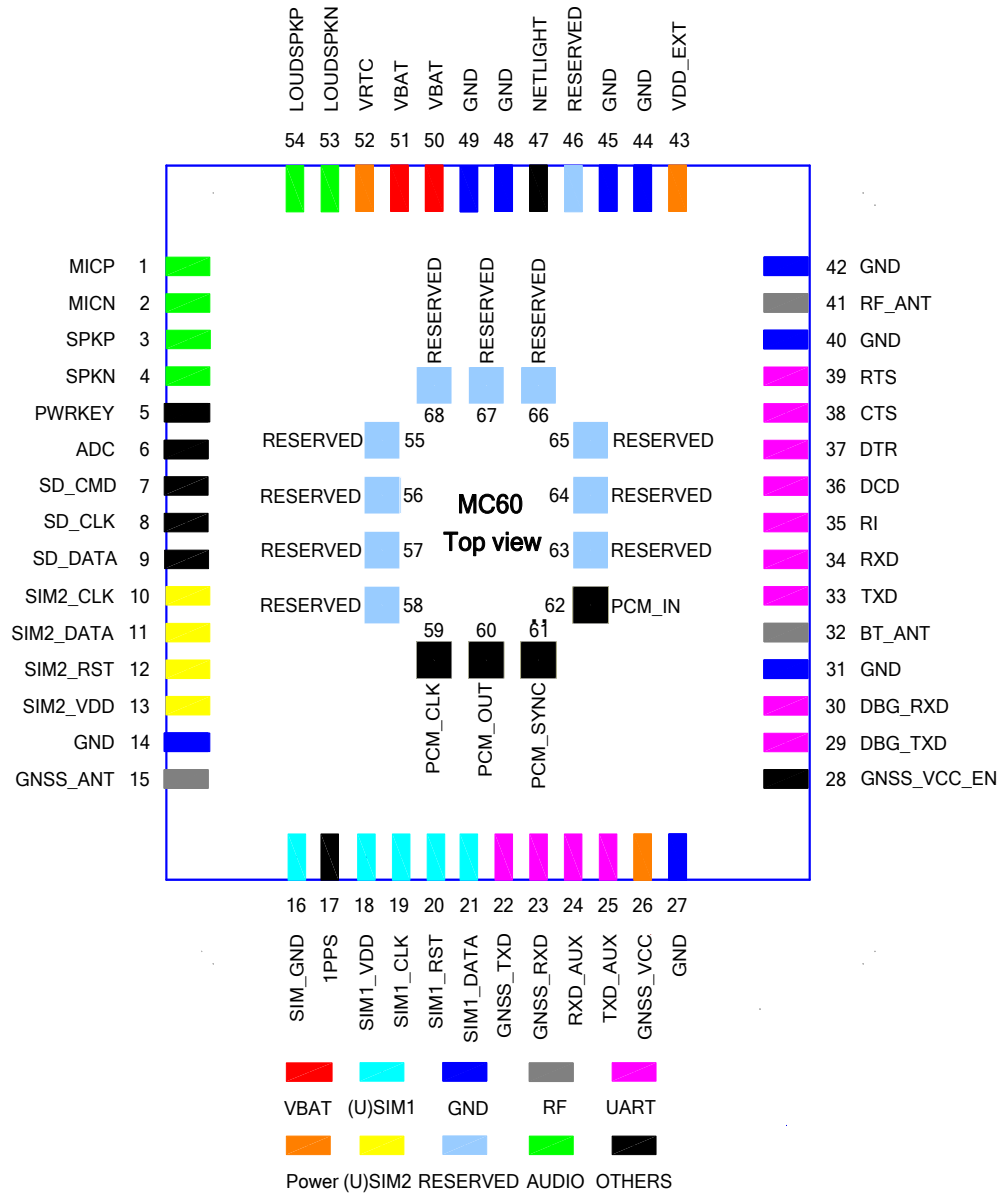 LOUDSPKP
LOUDSPKN
VRTC
VBAT
VBAT
GND
GND
NETLIGHT
RESERVED
GND
GND
VDD_EXT
54 53 52 51 50 49 48 47 46 45 44 43
MICP 1
MICN 2
SPKP 3
SPKN 4
PWRKEY 5
ADC 6
SD_CMD 7
SD_CLK 8
SD_DATA 9
SIM2_CLK 10
SIM2_DATA 11
SIM2_RST 12
SIM2_VDD 13
GND 14
GNSS_ANT 15
RESERVED
RESERVED
RESERVED
68 67 66
RESERVED 55
RESERVED 56
RESERVED 57
RESERVED 58
MC60
Top view
65 RESERVED
64 RESERVED
63 RESERVED
62 PCM_IN
59 60 61
PCM_CLK
PCM_OUT
PCM_SYNC
42 GND
41 RF_ANT
40 GND
39 RTS
38 CTS
37 DTR
36 DCD
35 RI
34 RXD
33 TXD
32 BT_ANT
31 GND
30 DBG_RXD
29 DBG_TXD
28 GNSS_VCC_EN
16 17 18 19 20 21 22 23 24 25 26 27
SIM_GND
1PPS
SIM1_VDD
SIM1_CLK
SIM1_RST
SIM1_DATA
GNSS_TXD
GNSS_RXD
RXD_AUX
TXD_AUX
GNSS_VCC
GND
VBAT (U)SIM1 GND RF UART
Power (U)SIM2 RESERVED AUDIO OTHERS